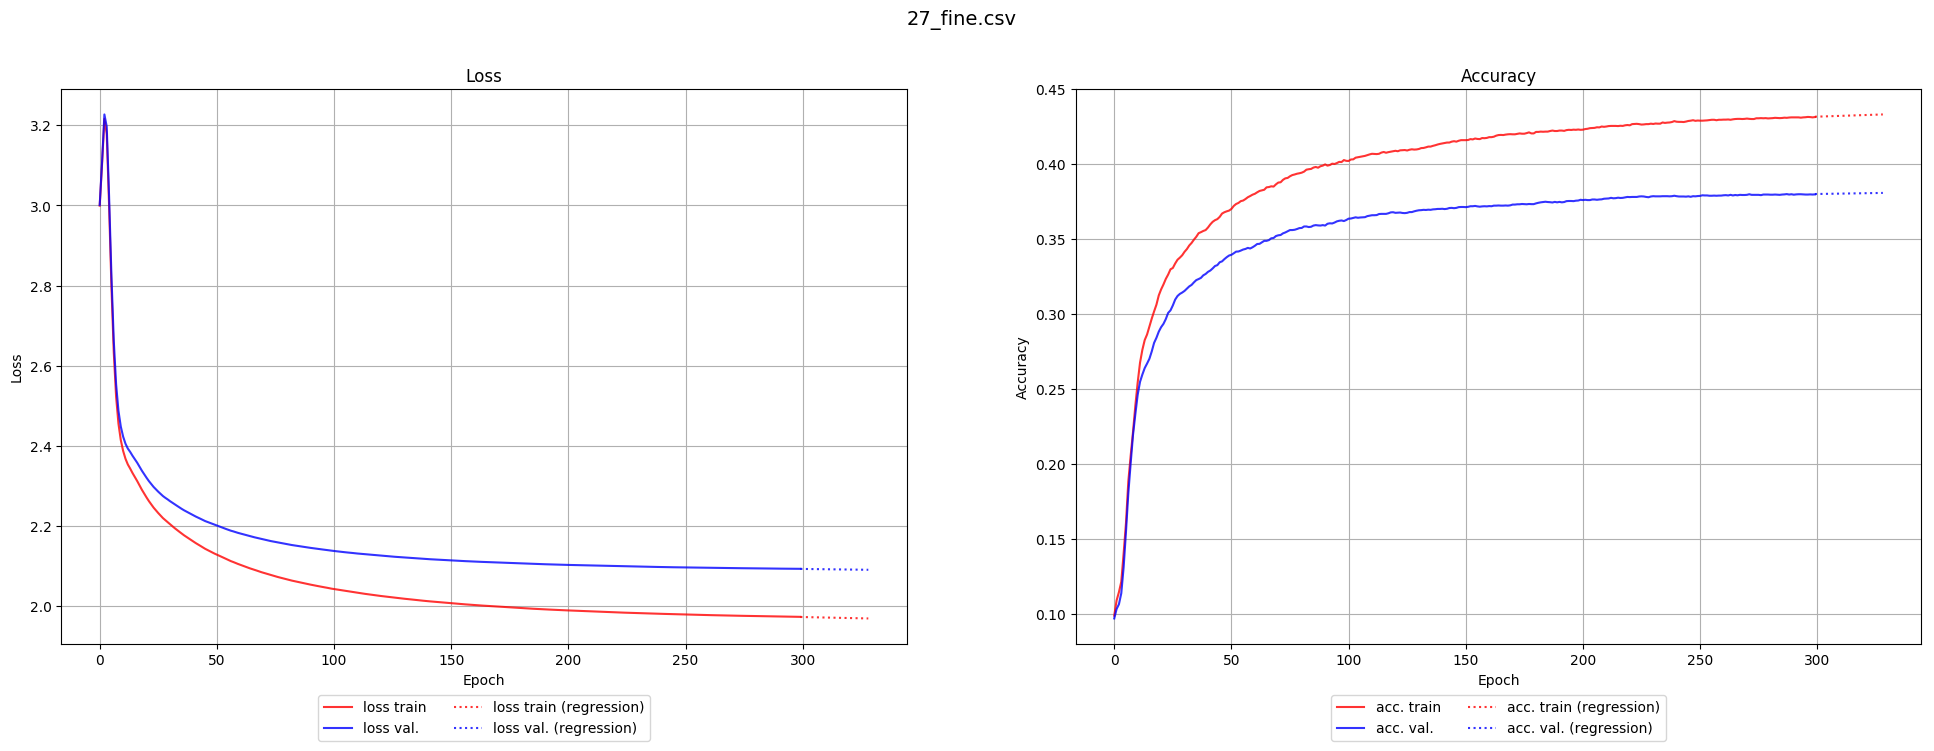 27_fine.csv
Loss
3.2
3.0
2.8
2.6
2.4
2.2
2.0
Loss
0 50 100 150 200 250 300
Epoch
loss train loss train (regression)
loss val. loss val. (regression)
Accuracy
0.45
0.40
0.35
0.30
0.25
0.20
0.15
0.10
Accuracy
0 50 100 150 200 250 300
Epoch
acc. train acc. train (regression)
acc. val. acc. val. (regression)